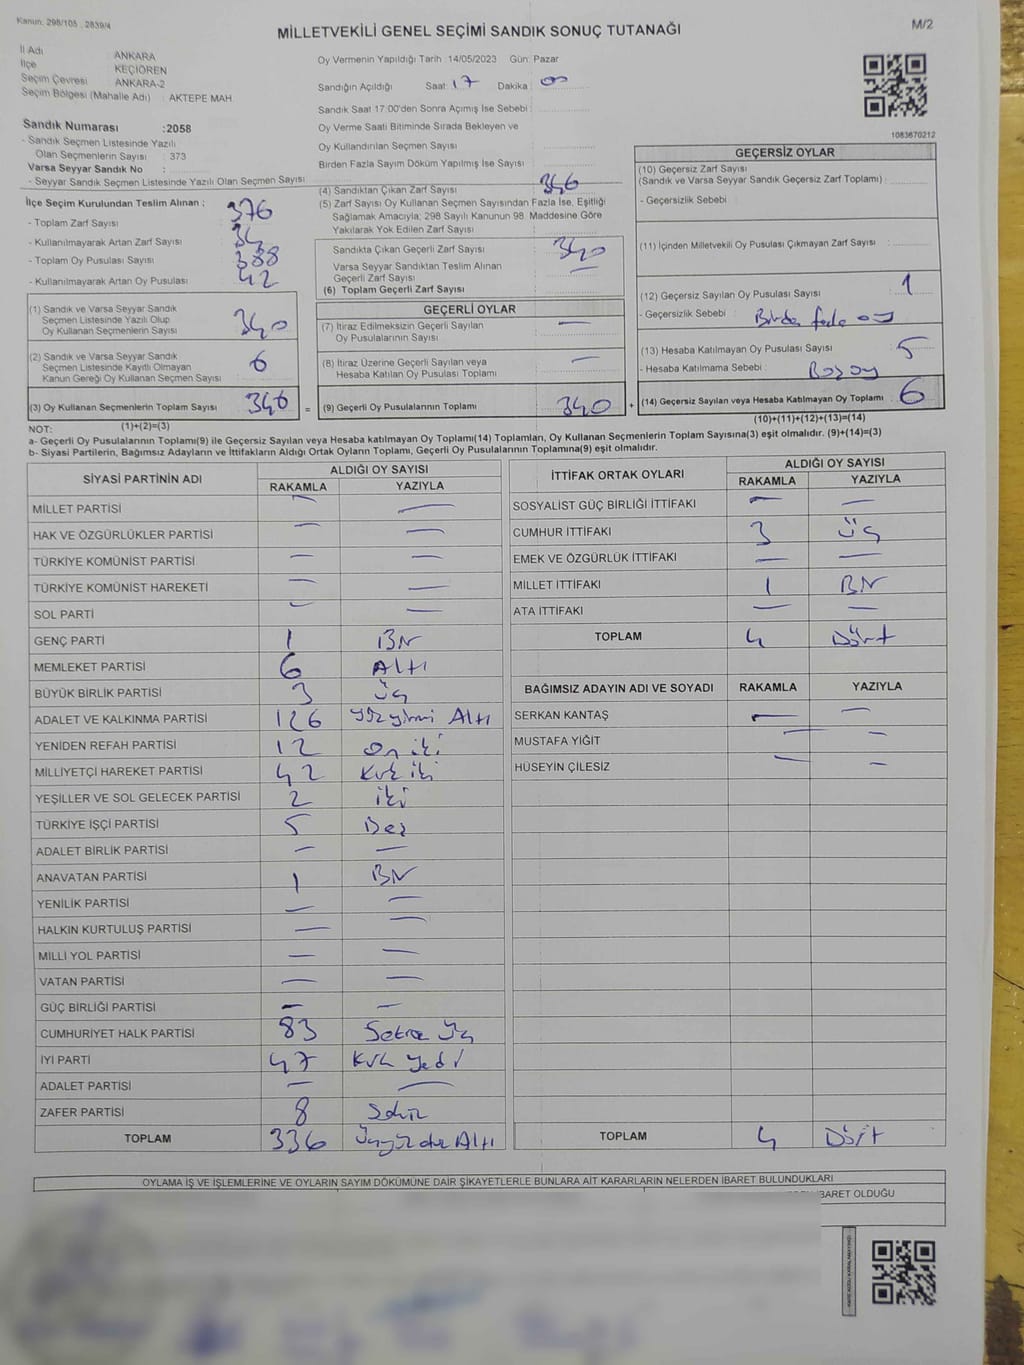 Kanun: 298/105 , 2839/4
MİLLETVEKİLİ GENEL SEÇİMİ SANDIK SONUÇ TUTANAĞI
M/2
İl Adı ANKARA
İlçe KEÇİÖREN
Seçim Çevresi ANKARA-2
Seçim Bölgesi (Mahalle Adı) : AKTEPE MAH
Sandık Numarası :2058
- Sandık Seçmen Listesinde Yazılı
Olan Seçmenlerin Sayısı : 373
Varsa Seyyar Sandık No :
- Seyyar Sandık Seçmen Listesinde Yazılı Olan Seçmen Sayısı
İlçe Seçim Kurulundan Teslim Alınan :
- Toplam Zarf Sayısı 376
- Kullanılmayarak Artan Zarf Sayısı
- Toplam Oy Pusulası Sayısı 388
- Kullanılmayarak Artan Oy Pusulası 42
(1) Sandık ve Varsa Seyyar Sandık
Seçmen Listesinde Yazılı Olup
Oy Kullanan Seçmenlerin Sayısı 340
(2) Sandık ve Varsa Seyyar Sandık
Seçmen Listesinde Kayıtlı Olmayan
Kanun Gereği Oy Kullanan Seçmen Sayısı : 6
(3) Oy Kullanan Seçmenlerin Toplam Sayısı 346 =
(1)+(2)=(3)
Oy Vermenin Yapıldığı Tarih : 14/05/2023 Gün: Pazar
Sandığın Açıldığı Saat: 17 Dakika : 00
Sandık Saat 17:00'den Sonra Açımış İse Sebebi :
Oy Verme Saati Bitiminde Sırada Bekleyen ve
Oy Kullandırılan Seçmen Sayısı
Birden Fazla Sayım Döküm Yapılmış İse Sayısı
(4) Sandıktan Çıkan Zarf Sayısı 346
(5) Zarf Sayısı Oy Kullanan Seçmen Sayısından Fazla İse, Eşitliği
Sağlamak Amacıyla; 298 Sayılı Kanunun 98. Maddesine Göre
Yakılarak Yok Edilen Zarf Sayısı
Sandıkta Çıkan Geçerli Zarf Sayısı 340
Varsa Seyyar Sandıktan Teslim Alınan
Geçerli Zarf Sayısı —
(6) Toplam Geçerli Zarf Sayısı
GEÇERLİ OYLAR
(7) İtiraz Edilmeksizin Geçerli Sayılan
Oy Pusulalarının Sayısı —
(8) İtiraz Üzerine Geçerli Sayılan veya
Hesaba Katılan Oy Pusulası Toplamı —
(9) Geçerli Oy Pusulalarının Toplamı 340 +
1083670212
GEÇERSİZ OYLAR
(10) Geçersiz Zarf Sayısı
(Sandık ve Varsa Seyyar Sandık Geçersiz Zarf Toplamı) :
- Geçersizlik Sebebi
(11) İçinden Milletvekili Oy Pusulası Çıkmayan Zarf Sayısı :
(12) Geçersiz Sayılan Oy Pusulası Sayısı 1
- Geçersizlik Sebebi :
(13) Hesaba Katılmayan Oy Pusulası Sayısı 5
- Hesaba Katılmama Sebebi : Boş oy
(14) Geçersiz Sayılan veya Hesaba Katılmayan Oy Toplamı 6
(10)+(11)+(12)+(13)=(14)
NOT:
a- Geçerli Oy Pusulalarının Toplamı(9) ile Geçersiz Sayılan veya Hesaba katılmayan Oy Toplamı(14) Toplamları, Oy Kullanan Seçmenlerin Toplam Sayısına(3) eşit olmalıdır. (9)+(14)=(3)
b- Siyasi Partilerin, Bağımsız Adayların ve İttifakların Aldığı Ortak Oyların Toplamı, Geçerli Oy Pusulalarının Toplamına(9) eşit olmalıdır.
SİYASİ PARTİNİN ADI ALDIĞI OY SAYISI
RAKAMLA YAZIYLA
MİLLET PARTİSİ — —
HAK VE ÖZGÜRLÜKLER PARTİSİ — —
TÜRKİYE KOMÜNİST PARTİSİ — —
TÜRKİYE KOMÜNİST HAREKETİ — —
SOL PARTİ — —
GENÇ PARTİ 1 Bir
MEMLEKET PARTİSİ 6 Altı
BÜYÜK BİRLİK PARTİSİ 3 Üç
ADALET VE KALKINMA PARTİSİ 126 Yüzyirmi Altı
YENİDEN REFAH PARTİSİ 12 on iki
MİLLİYETÇİ HAREKET PARTİSİ 42 Kırk iki
YEŞİLLER VE SOL GELECEK PARTİSİ 2 iki
TÜRKİYE İŞÇİ PARTİSİ 5 Beş
ADALET BİRLİK PARTİSİ — —
ANAVATAN PARTİSİ 1 Bir
YENİLİK PARTİSİ — —
HALKIN KURTULUŞ PARTİSİ — —
MİLLİ YOL PARTİSİ — —
VATAN PARTİSİ — —
GÜÇ BİRLİĞİ PARTİSİ — —
CUMHURİYET HALK PARTİSİ 83 Seksen Üç
İYİ PARTİ 47 Kırk Yedi
ADALET PARTİSİ — —
ZAFER PARTİSİ 8 Sekiz
TOPLAM 336 Üçyüzotuz Altı
İTTİFAK ORTAK OYLARI ALDIĞI OY SAYISI
RAKAMLA YAZIYLA
SOSYALİST GÜÇ BİRLİĞİ İTTİFAKI — —
CUMHUR İTTİFAKI 3 Üç
EMEK VE ÖZGÜRLÜK İTTİFAKI — —
MİLLET İTTİFAKI 1 Bir
ATA İTTİFAKI — —
TOPLAM 4 Dört
BAĞIMSIZ ADAYIN ADI VE SOYADI RAKAMLA YAZIYLA
SERKAN KANTAŞ — —
MUSTAFA YİĞİT — —
HÜSEYİN ÇİLESİZ — —
TOPLAM 4 Dört
OYLAMA İŞ VE İŞLEMLERİNE VE OYLARIN SAYIM DÖKÜMÜNE DAİR ŞİKAYETLERLE BUNLARA AİT KARARLARIN NELERDEN İBARET BULUNDUKLARI
İBARET OLDUĞU